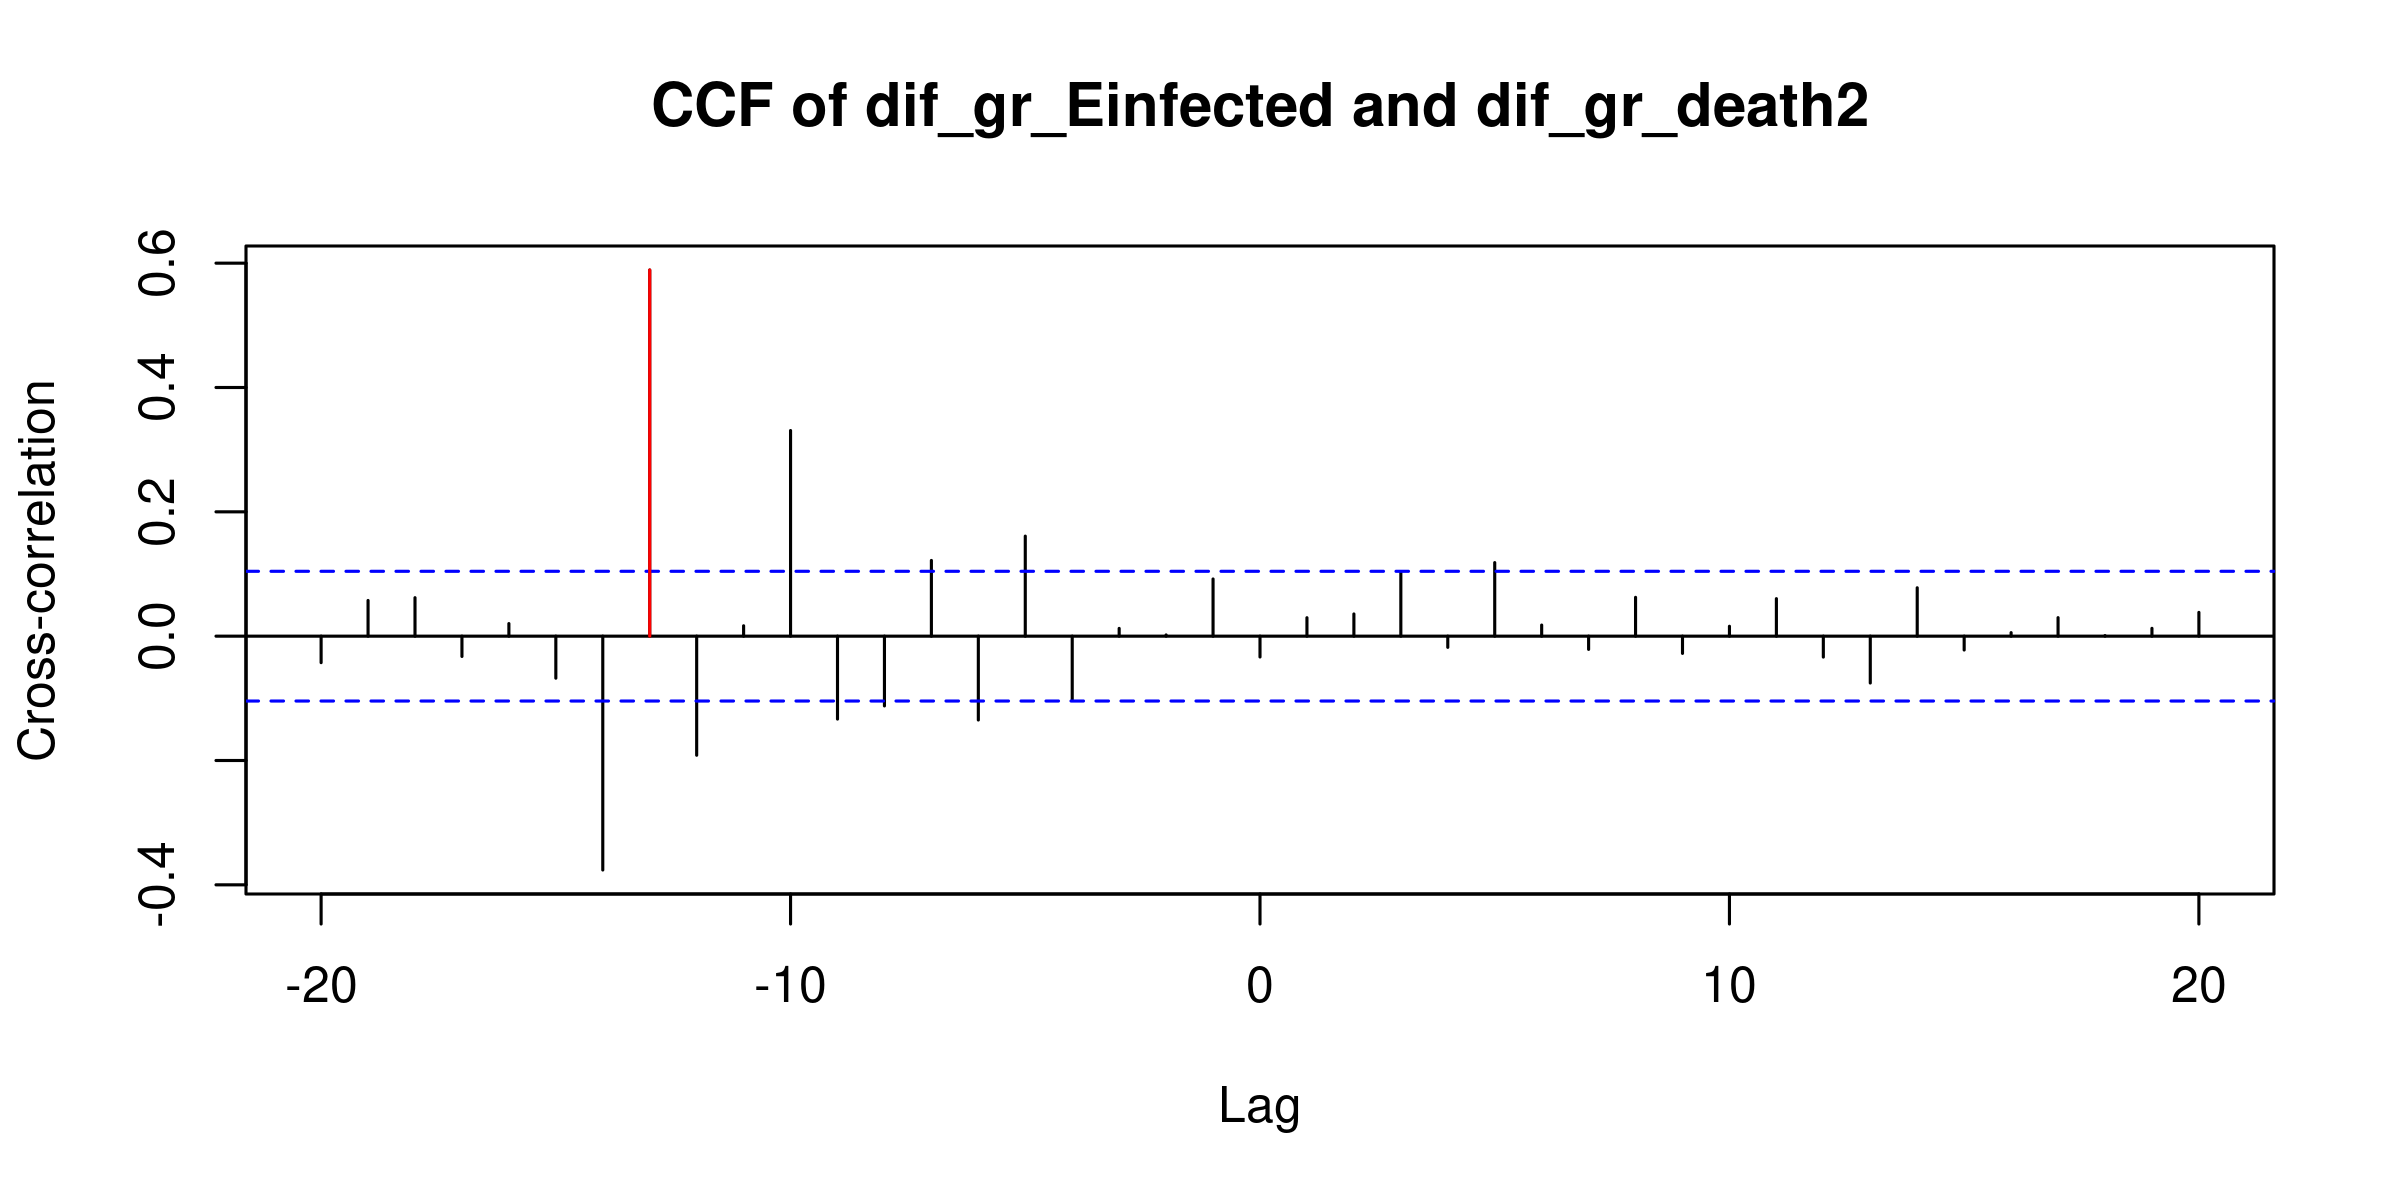 CCF of dif_gr_Einfected and dif_gr_death2
Cross-correlation
0.6
0.4
0.2
0.0
-0.4
-20 -10 0 10 20
Lag